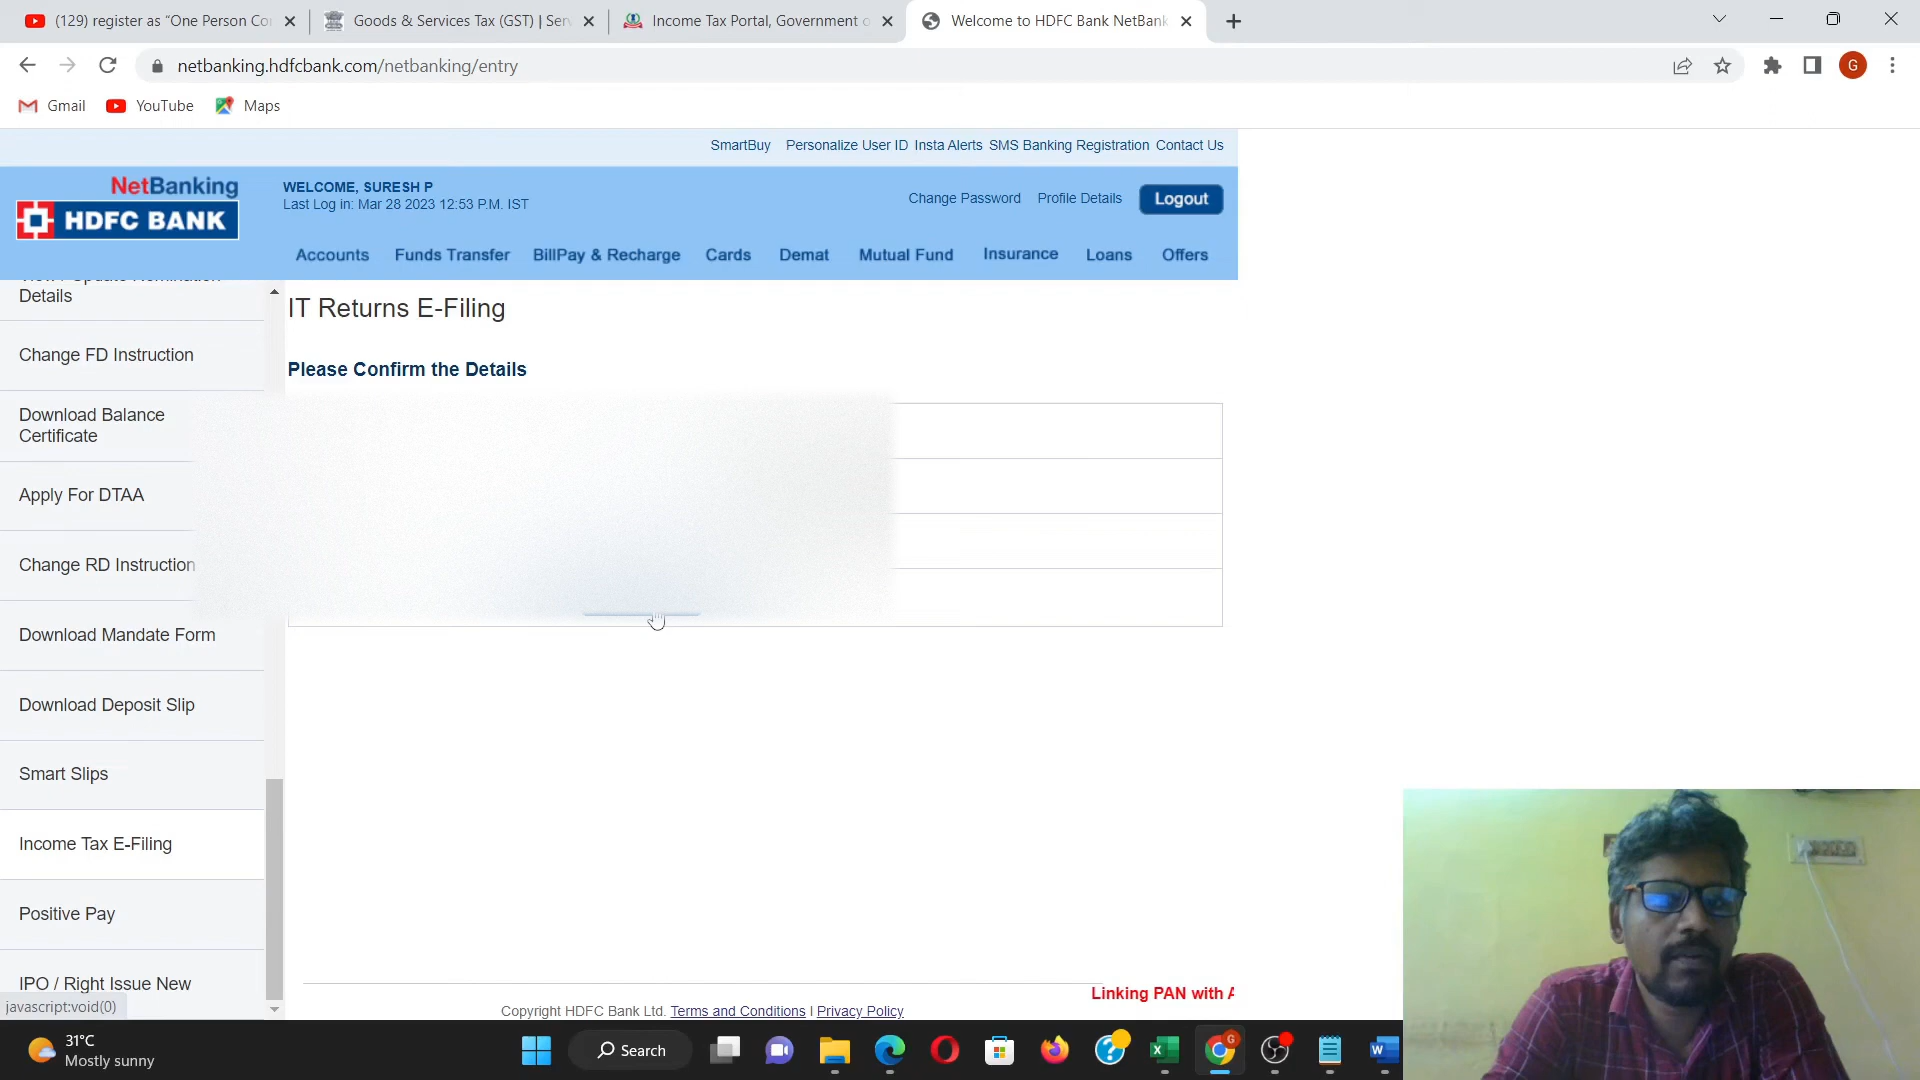 (129) register as "One Person Co
Goods & Services Tax (GST) | Ser
Income Tax Portal, Government o
Welcome to HDFC Bank NetBank
netbanking.hdfcbank.com/netbanking/entry
G
Gmail
YouTube
Maps
SmartBuy Personalize User ID Insta Alerts SMS Banking Registration Contact Us
NetBanking
HDFC BANK
WELCOME, SURESH P
Last Log in: Mar 28 2023 12:53 P.M. IST
Change Password Profile Details Logout
Accounts Funds Transfer BillPay & Recharge Cards Demat Mutual Fund Insurance Loans Offers
Details
Change FD Instruction
Download Balance
Certificate
Apply For DTAA
Change RD Instruction
Download Mandate Form
Download Deposit Slip
Smart Slips
Income Tax E-Filing
Positive Pay
IPO / Right Issue New
javascript:void(0)
IT Returns E-Filing
Please Confirm the Details
Linking PAN with A
Copyright HDFC Bank Ltd. Terms and Conditions | Privacy Policy
31°C
Mostly sunny
Search